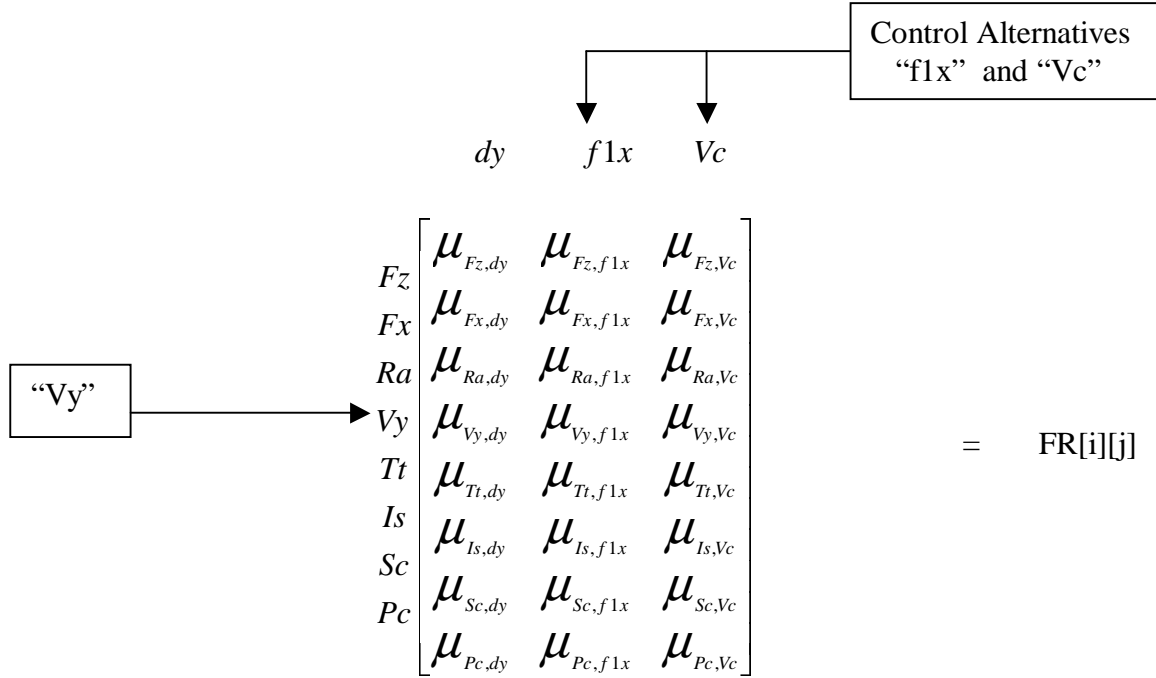 Control Alternatives
“f1x” and “Vc”
dy f1x Vc
Fz μFz,dy μFz,f1x μFz,Vc
Fx μFx,dy μFx,f1x μFx,Vc
Ra μRa,dy μRa,f1x μRa,Vc
“Vy”
Vy μVy,dy μVy,f1x μVy,Vc
= FR[i][j]
Tt μTt,dy μTt,f1x μTt,Vc
Is μIs,dy μIs,f1x μIs,Vc
Sc μSc,dy μSc,f1x μSc,Vc
Pc μPc,dy μPc,f1x μPc,Vc